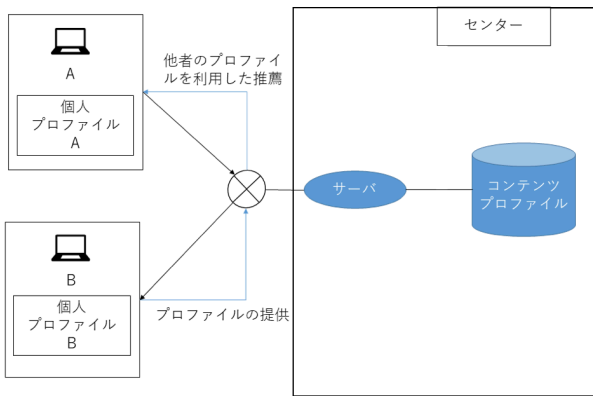 センター
A
個人
プロファイル
A
他者のプロファイ
ルを利用した推薦
サーバ
コンテンツ
プロファイル
B
個人
プロファイル
B
プロファイルの提供